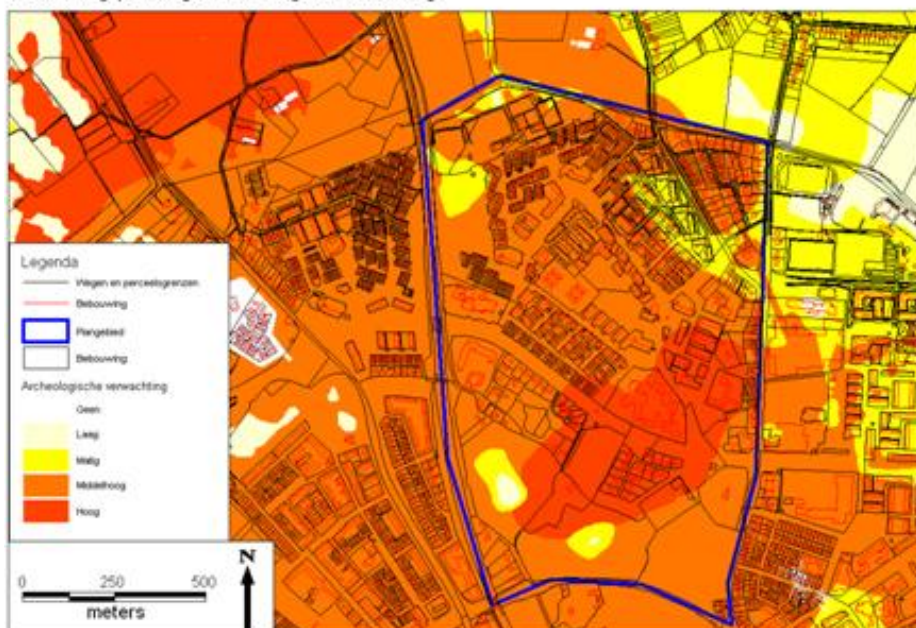 Legenda
Wegen en perceelsgrenzen
Bebouwing
Plangebied
Bebouwing
Archeologische verwachting
Geen
Laag
Matig
Middelhoog
Hoog
N
0 250 500
meters